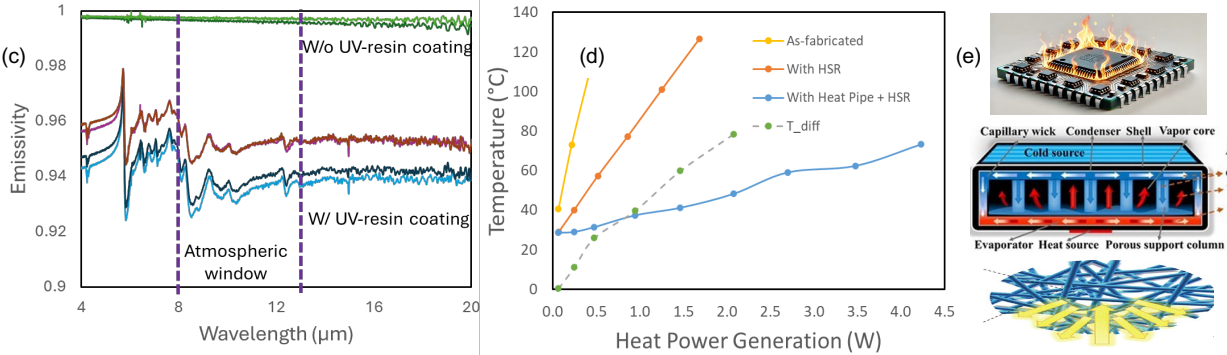 (c)
1
0.98
0.96
0.94
0.92
0.9
Emissivity
W/o UV-resin coating
W/ UV-resin coating
Atmospheric
window
4
8
12
16
20
Wavelength (μm)
(d)
140
120
100
80
60
40
20
0
Temperature (°C)
As-fabricated
With HSR
With Heat Pipe + HSR
T_diff
0.0
0.5
1.0
1.5
2.0
2.5
3.0
3.5
4.0
4.5
Heat Power Generation (W)
(e)
Capillary wick Condenser Shell Vapor core
Cold source
Evaporator Heat source Porous support column